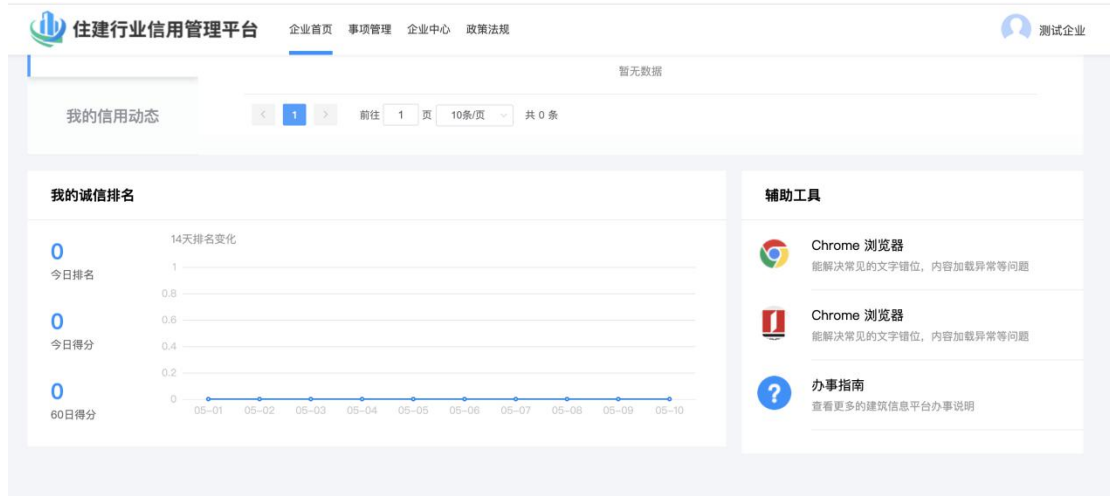 住建行业信用管理平台 企业首页 事项管理 企业中心 政策法规 测试企业
暂无数据
我的信用动态
< 1 > 前往 1 页 10条/页 共 0 条
我的诚信排名
0
今日排名
0
今日得分
0
60日得分
14天排名变化
1
0.8
0.6
0.4
0.2
0
05-01 05-02 05-03 05-04 05-05 05-06 05-07 05-08 05-09 05-10
辅助工具
Chrome 浏览器
能解决常见的文字错位，内容加载异常等问题
Chrome 浏览器
能解决常见的文字错位，内容加载异常等问题
?
办事指南
查看更多的建筑信息平台办事说明